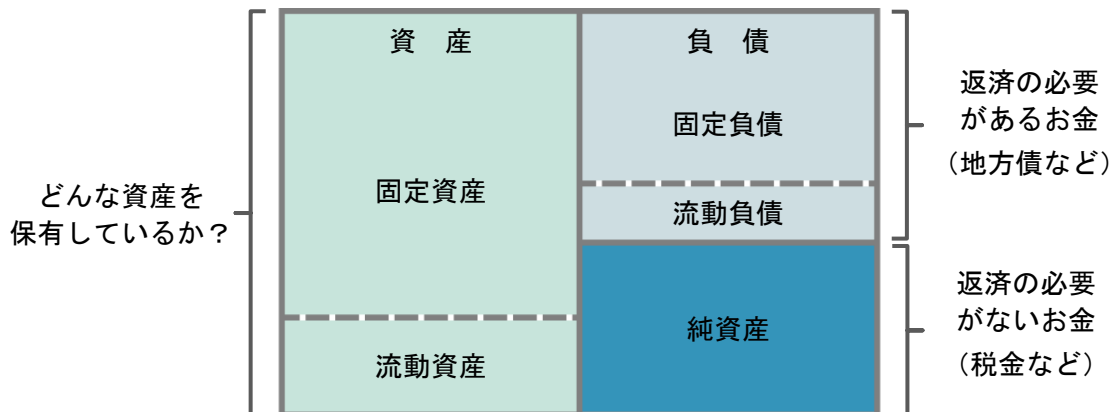 どんな資産を
保有しているか？
資　産
固定資産
流動資産
負　債
固定負債
流動負債
純資産
返済の必要
があるお金
（地方債など）
返済の必要
がないお金
（税金など）